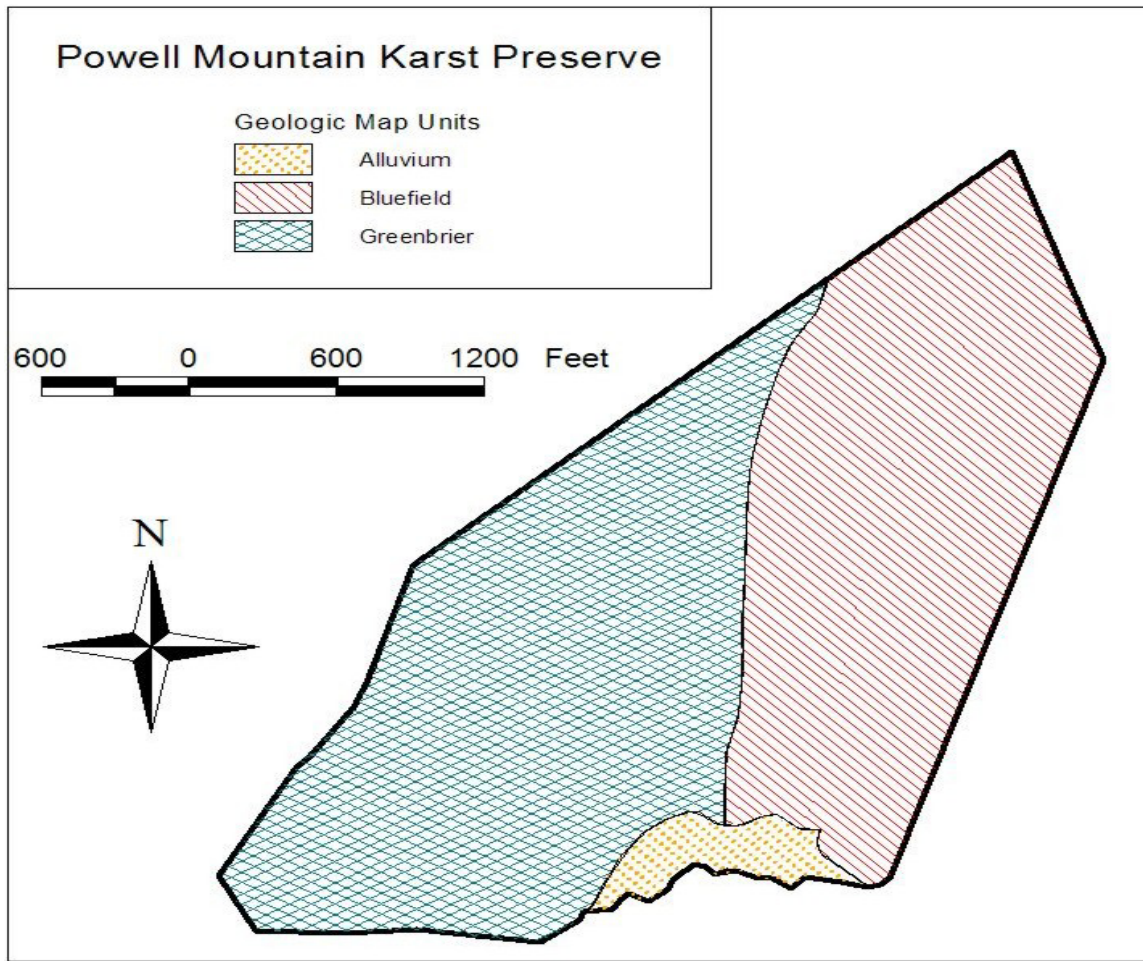 Powell Mountain Karst Preserve
Geologic Map Units
Alluvium
Bluefield
Greenbrier
600 0 600 1200 Feet
N